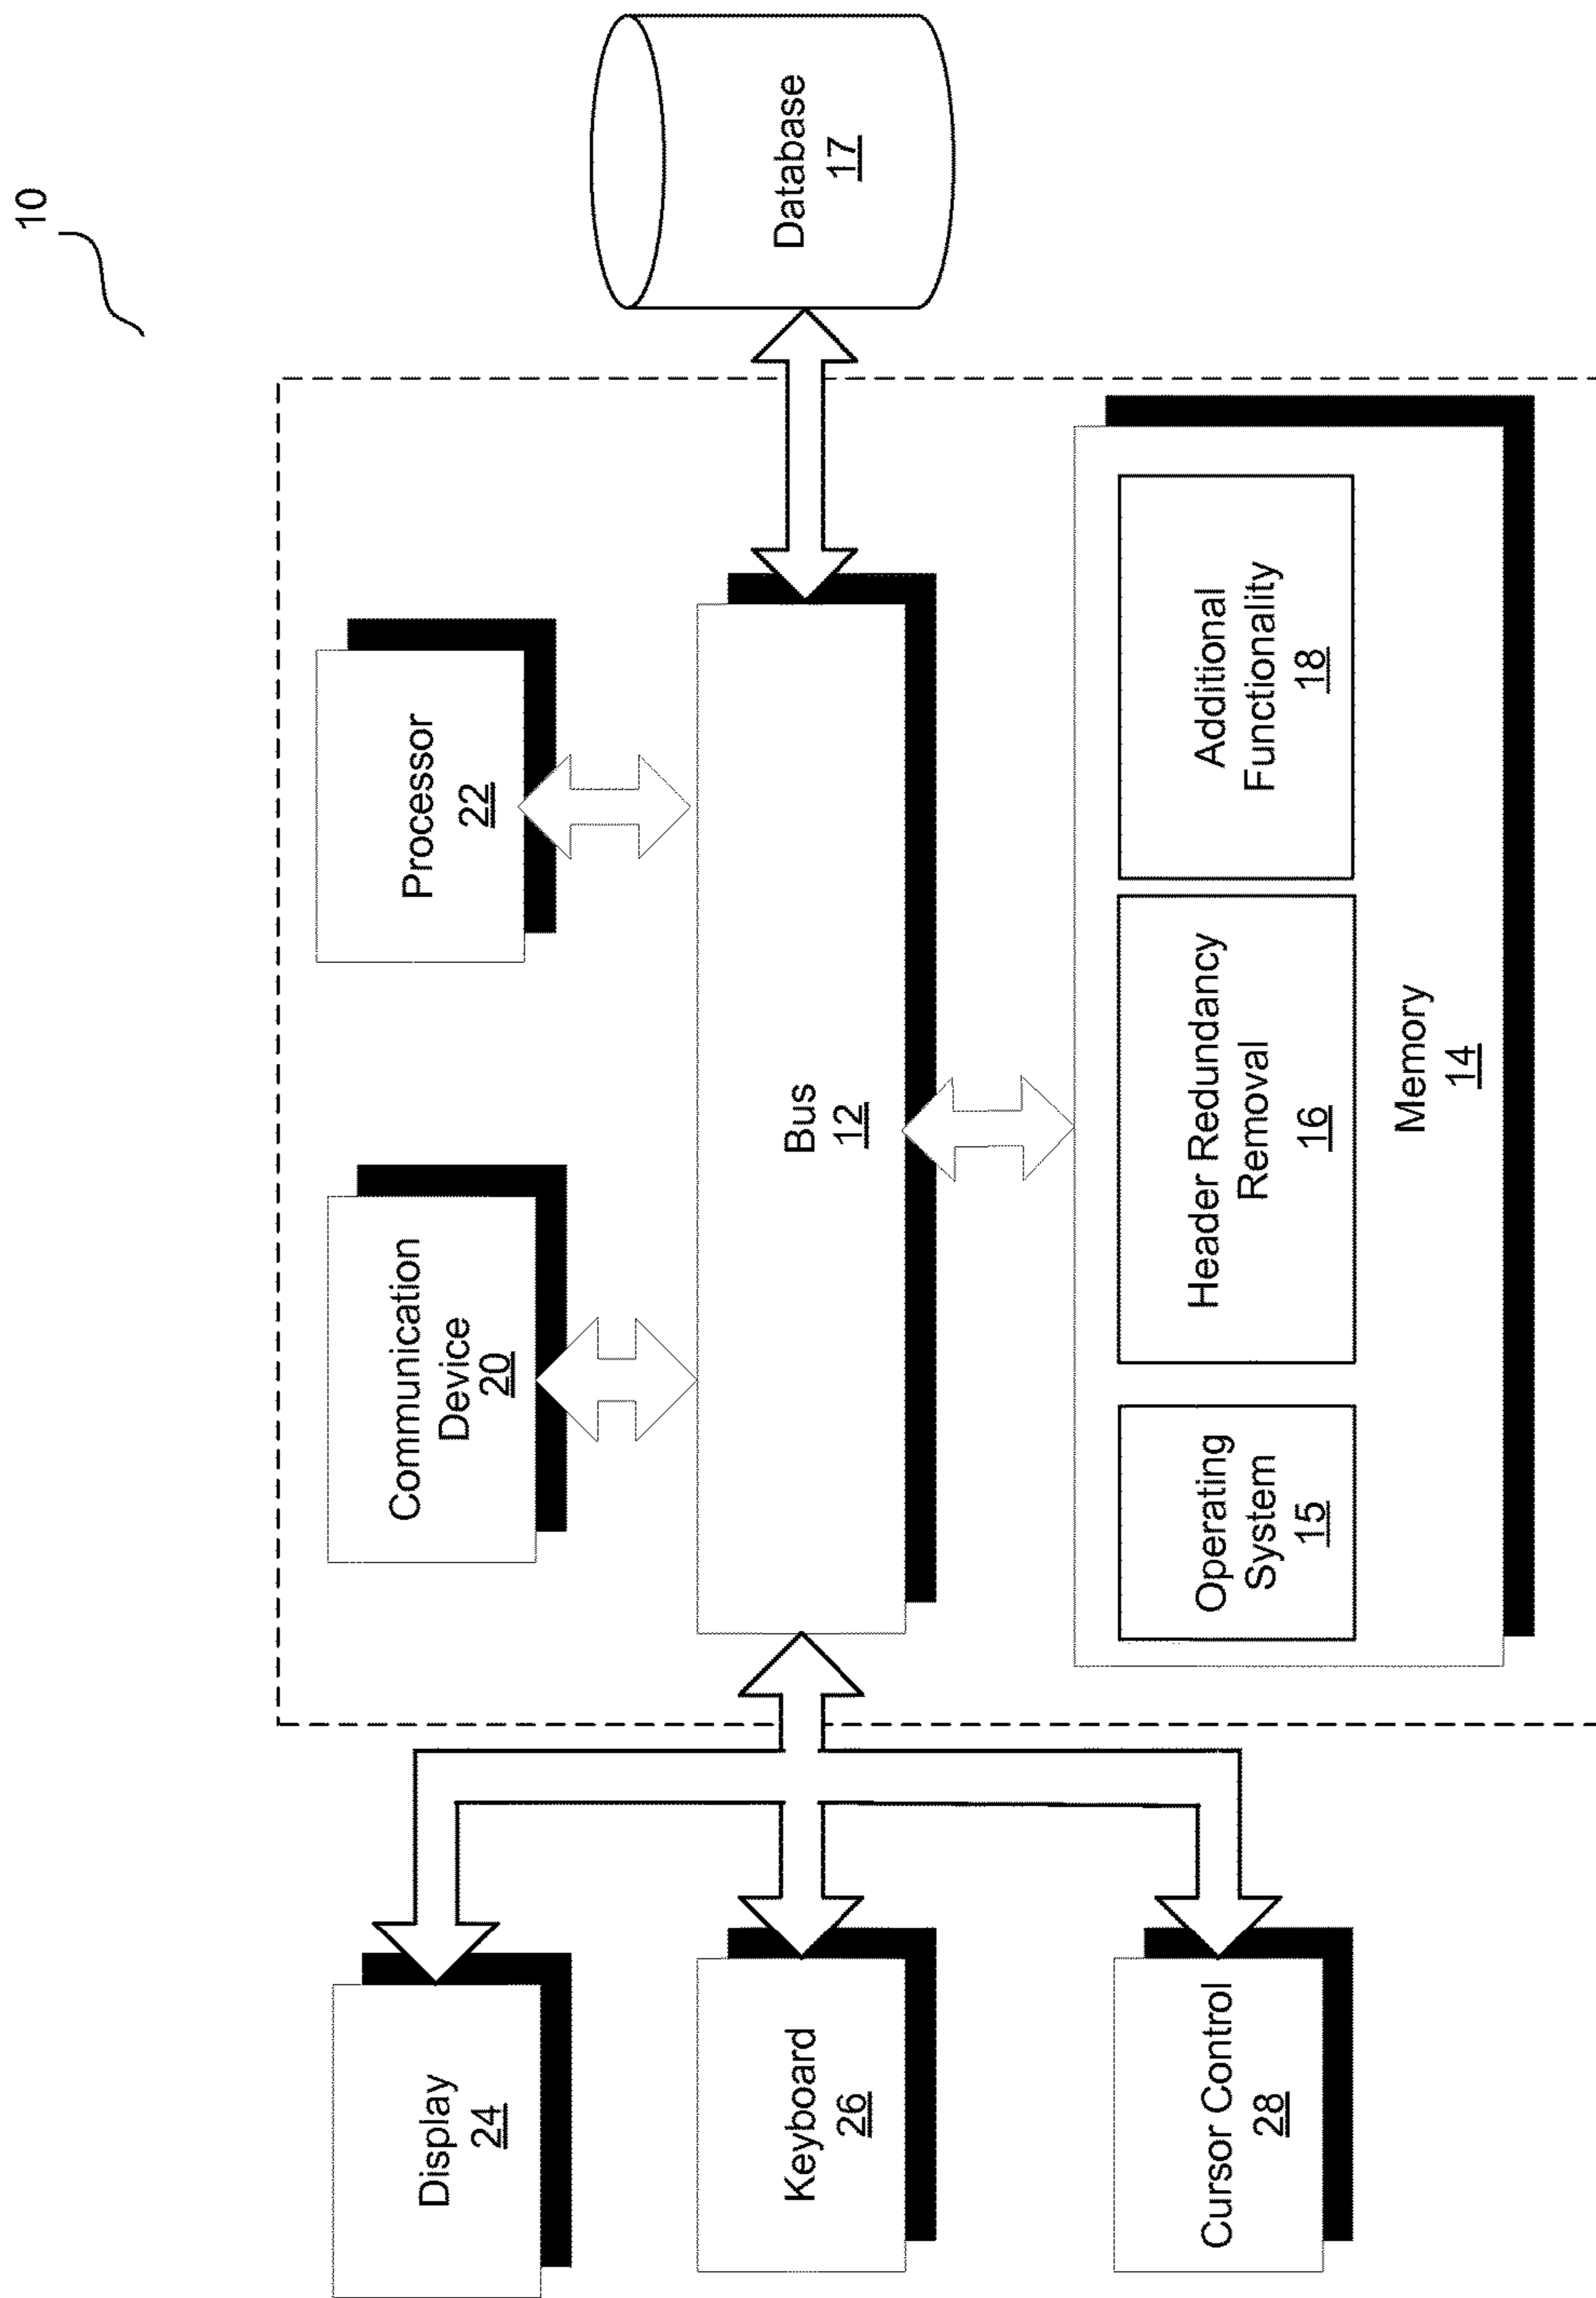 10
Display
24
Communication
Device
20
Processor
22
Keyboard
26
Bus
12
Database
17
Cursor Control
28
Operating
System
15
Header Redundancy
Removal
16
Additional
Functionality
18
Memory
14